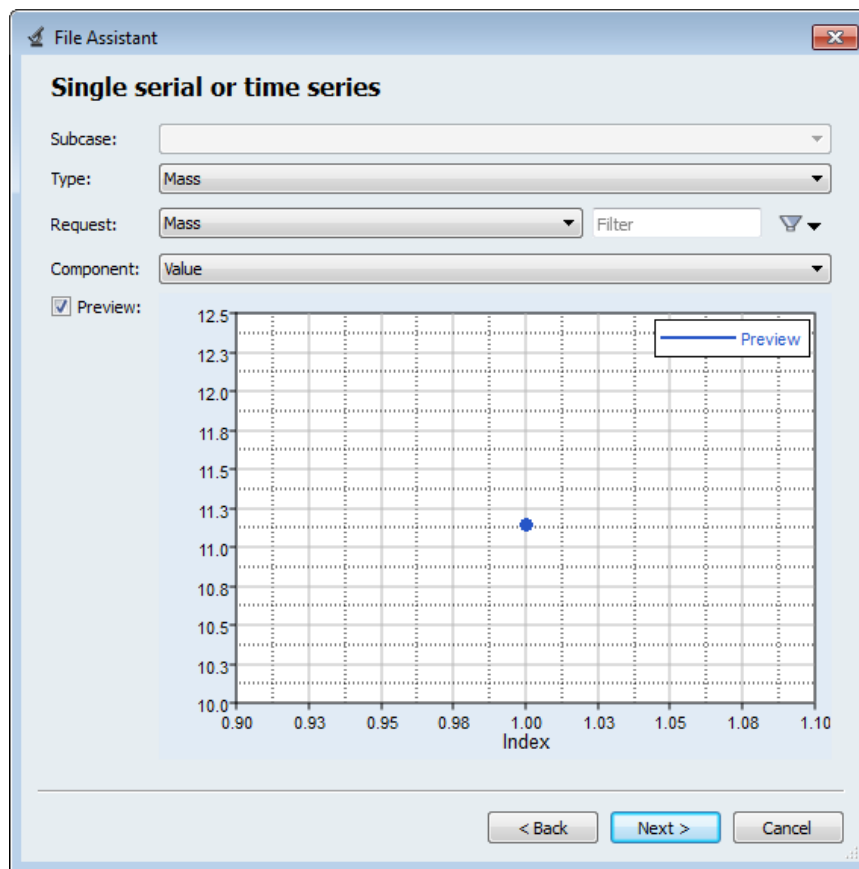 File Assistant
Single serial or time series
Subcase:
Type: Mass
Request: Mass Filter
Component: Value
Preview:
Preview
12.5
12.3
12.0
11.8
11.5
11.3
11.0
10.8
10.5
10.3
10.0
0.90 0.93 0.95 0.98 1.00 1.03 1.05 1.08 1.10
Index
< Back Next > Cancel